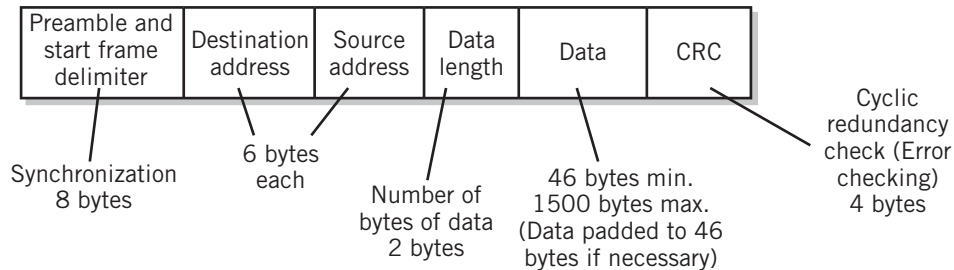 Preamble and
start frame
delimiter
Destination
address
Source
address
Data
length
Data
CRC
Synchronization
8 bytes
6 bytes
each
Number of
bytes of data
2 bytes
46 bytes min.
1500 bytes max.
(Data padded to 46
bytes if necessary)
Cyclic
redundancy
check (Error
checking)
4 bytes